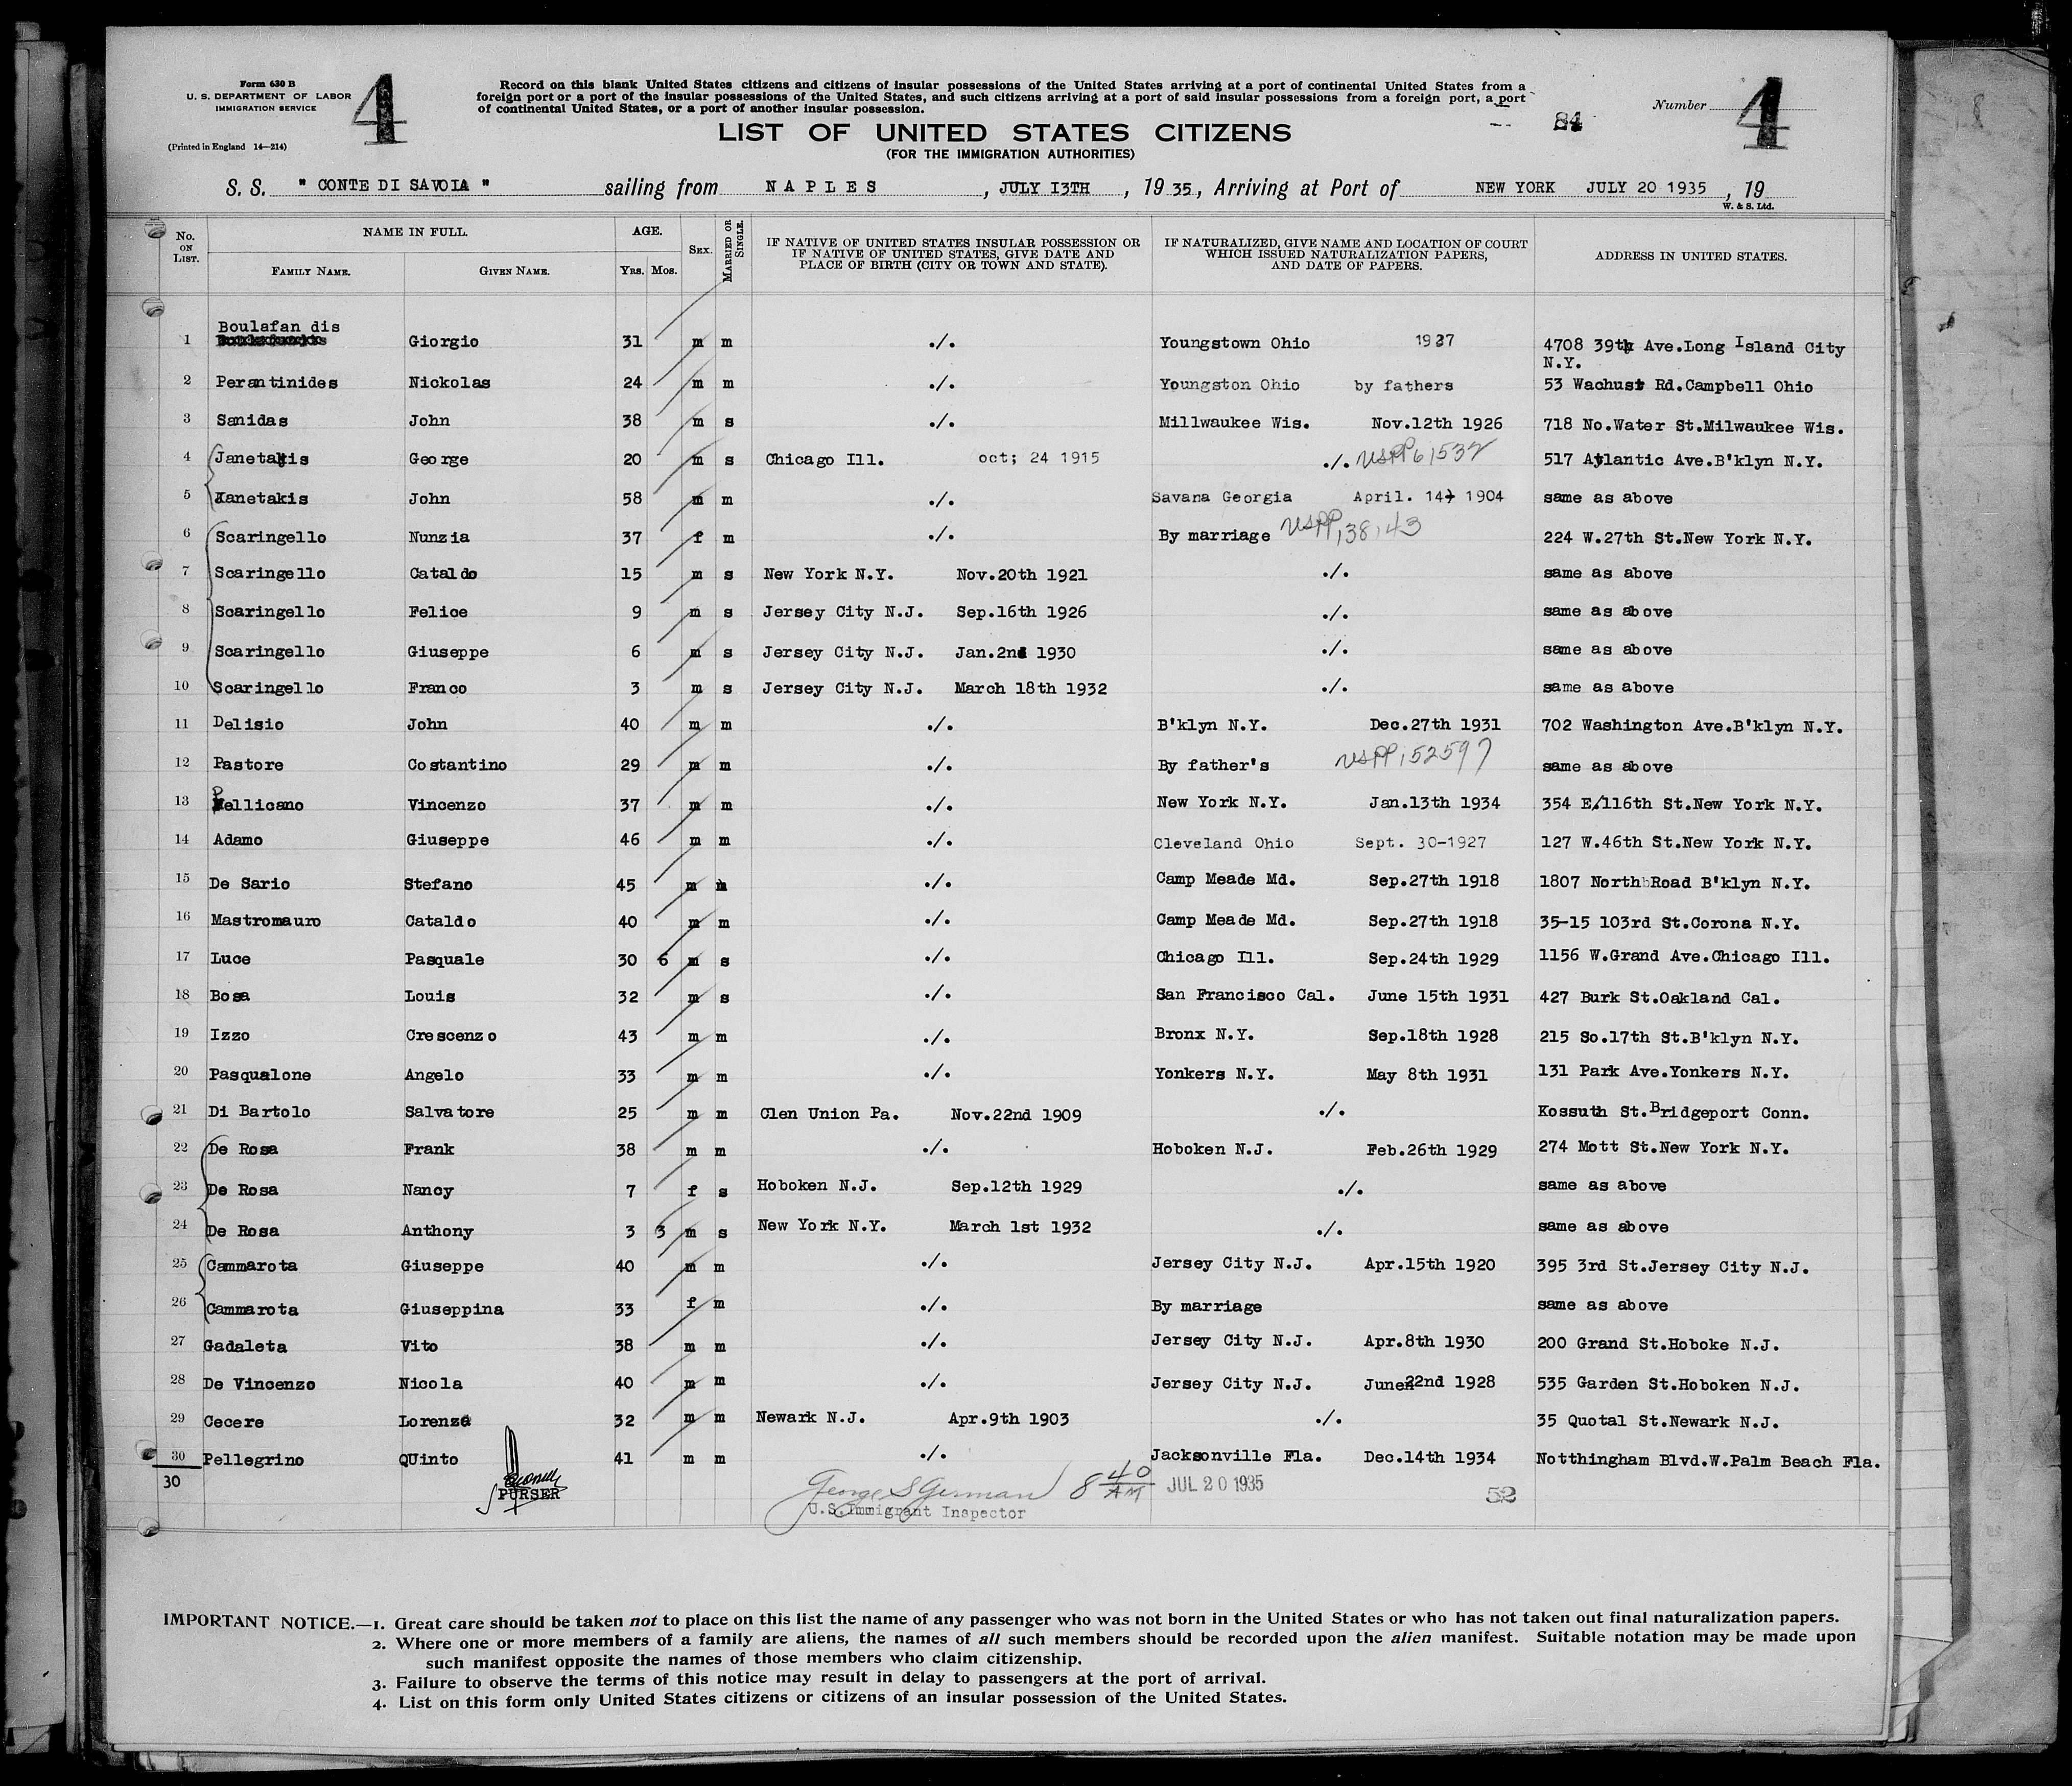 Form 630 B
U. S. DEPARTMENT OF LABOR
IMMIGRATION SERVICE
(Printed in England 14—214)
4
Record on this blank United States citizens and citizens of insular possessions of the United States arriving at a port of continental United States from a
foreign port or a port of the insular possessions of the United States, and such citizens arriving at a port of said insular possessions from a foreign port, a port
of continental United States, or a port of another insular possession.
Number 4
84
LIST OF UNITED STATES CITIZENS
(FOR THE IMMIGRATION AUTHORITIES)
S. S. " CONTE DI SAVOIA " sailing from NAPLES , JULY I3TH , 19 35 , Arriving at Port of NEW YORK JULY 20 1935 , 19
W. & S. Ltd.
No. ON LIST. NAME IN FULL. FAMILY NAME. GIVEN NAME. AGE. YRS. MOS. SEX. MARRIED OR SINGLE. IF NATIVE OF UNITED STATES INSULAR POSSESSION OR IF NATIVE OF UNITED STATES, GIVE DATE AND PLACE OF BIRTH (CITY OR TOWN AND STATE). IF NATURALIZED, GIVE NAME AND LOCATION OF COURT WHICH ISSUED NATURALIZATION PAPERS, AND DATE OF PAPERS. ADDRESS IN UNITED STATES.
Boulafan dis
1 Giorgio 31 m m ./. Youngstown Ohio 1927 4708 39th Ave.Long Island City
N.Y.
2 Perantinides Nickolas 24 m m ./. Youngston Ohio by fathers 53 Wachust Rd.Campbell Ohio
3 Sanidas John 38 m s ./. Millwaukee Wis. Nov.12th 1926 718 No.Water St.Milwaukee Wis.
4 Janetakis George 20 m s Chicago Ill. oct; 24 1915 ./. USPP61532 517 Atlantic Ave.B'klyn N.Y.
5 Janetakis John 58 m m ./. Savana Georgia April. 14 1904 same as above
6 Scaringello Nunzia 37 f m ./. By marriage USPP138143 224 W.27th St.New York N.Y.
7 Scaringello Cataldo 15 m s New York N.Y. Nov.20th 1921 ./. same as above
8 Scaringello Felice 9 m s Jersey City N.J. Sep.16th 1926 ./. same as above
9 Scaringello Giuseppe 6 m s Jersey City N.J. Jan.2nd 1930 ./. same as above
10 Scaringello Franco 3 m s Jersey City N.J. March 18th 1932 ./. same as above
11 Delisio John 40 m m ./. B'klyn N.Y. Dec.27th 1931 702 Washington Ave.B'klyn N.Y.
12 Pastore Costantino 29 m m ./. By father's USPP152597 same as above
13 Pellicano Vincenzo 37 m m ./. New York N.Y. Jan.13th 1934 354 E/116th St.New York N.Y.
14 Adamo Giuseppe 46 m m ./. Cleveland Ohio Sept. 30-1927 127 W.46th St.New York N.Y.
15 De Sario Stefano 45 m m ./. Camp Meade Md. Sep.27th 1918 1807 North Road B'klyn N.Y.
16 Mastromauro Cataldo 40 m m ./. Camp Meade Md. Sep.27th 1918 35-15 103rd St.Corona N.Y.
17 Luce Pasquale 30 6 m s ./. Chicago Ill. Sep.24th 1929 1156 W.Grand Ave.Chicago Ill.
18 Bosa Louis 32 m s ./. San Francisco Cal. June 15th 1931 427 Burk St.Oakland Cal.
19 Izzo Crescenzo 43 m m ./. Bronx N.Y. Sep.18th 1928 215 So.17th St.B'klyn N.Y.
20 Pasqualone Angelo 33 m m ./. Yonkers N.Y. May 8th 1931 131 Park Ave.Yonkers N.Y.
21 Di Bartolo Salvatore 25 m m Clen Union Pa. Nov.22nd 1909 ./. Kossuth St.Bridgeport Conn.
22 De Rosa Frank 38 m m ./. Hoboken N.J. Feb.26th 1929 274 Mott St.New York N.Y.
23 De Rosa Nancy 7 f s Hoboken N.J. Sep.12th 1929 ./. same as above
24 De Rosa Anthony 3 3 m s New York N.Y. March 1st 1932 ./. same as above
25 Cammarota Giuseppe 40 m m ./. Jersey City N.J. Apr.15th 1920 395 3rd St.Jersey City N.J.
26 Cammarota Giuseppina 33 f m ./. By marriage same as above
27 Gadaleta Vito 38 m m ./. Jersey City N.J. Apr.8th 1930 200 Grand St.Hoboke N.J.
28 De Vincenzo Nicola 40 m m ./. Jersey City N.J. June 22nd 1928 535 Garden St.Hoboken N.J.
29 Cecere Lorenzo 32 m m Newark N.J. Apr.9th 1903 ./. 35 Quotal St.Newark N.J.
30 Pellegrino QUinto 41 m m ./. Jacksonville Fla. Dec.14th 1934 Notthingham Blvd.W.Palm Beach Fla.
30
PURSER
George S German 8 40 AM JUL 20 1935 52
U.S.Immigrant Inspector
IMPORTANT NOTICE.—1. Great care should be taken not to place on this list the name of any passenger who was not born in the United States or who has not taken out final naturalization papers.
2. Where one or more members of a family are aliens, the names of all such members should be recorded upon the alien manifest. Suitable notation may be made upon
such manifest opposite the names of those members who claim citizenship.
3. Failure to observe the terms of this notice may result in delay to passengers at the port of arrival.
4. List on this form only United States citizens or citizens of an insular possession of the United States.